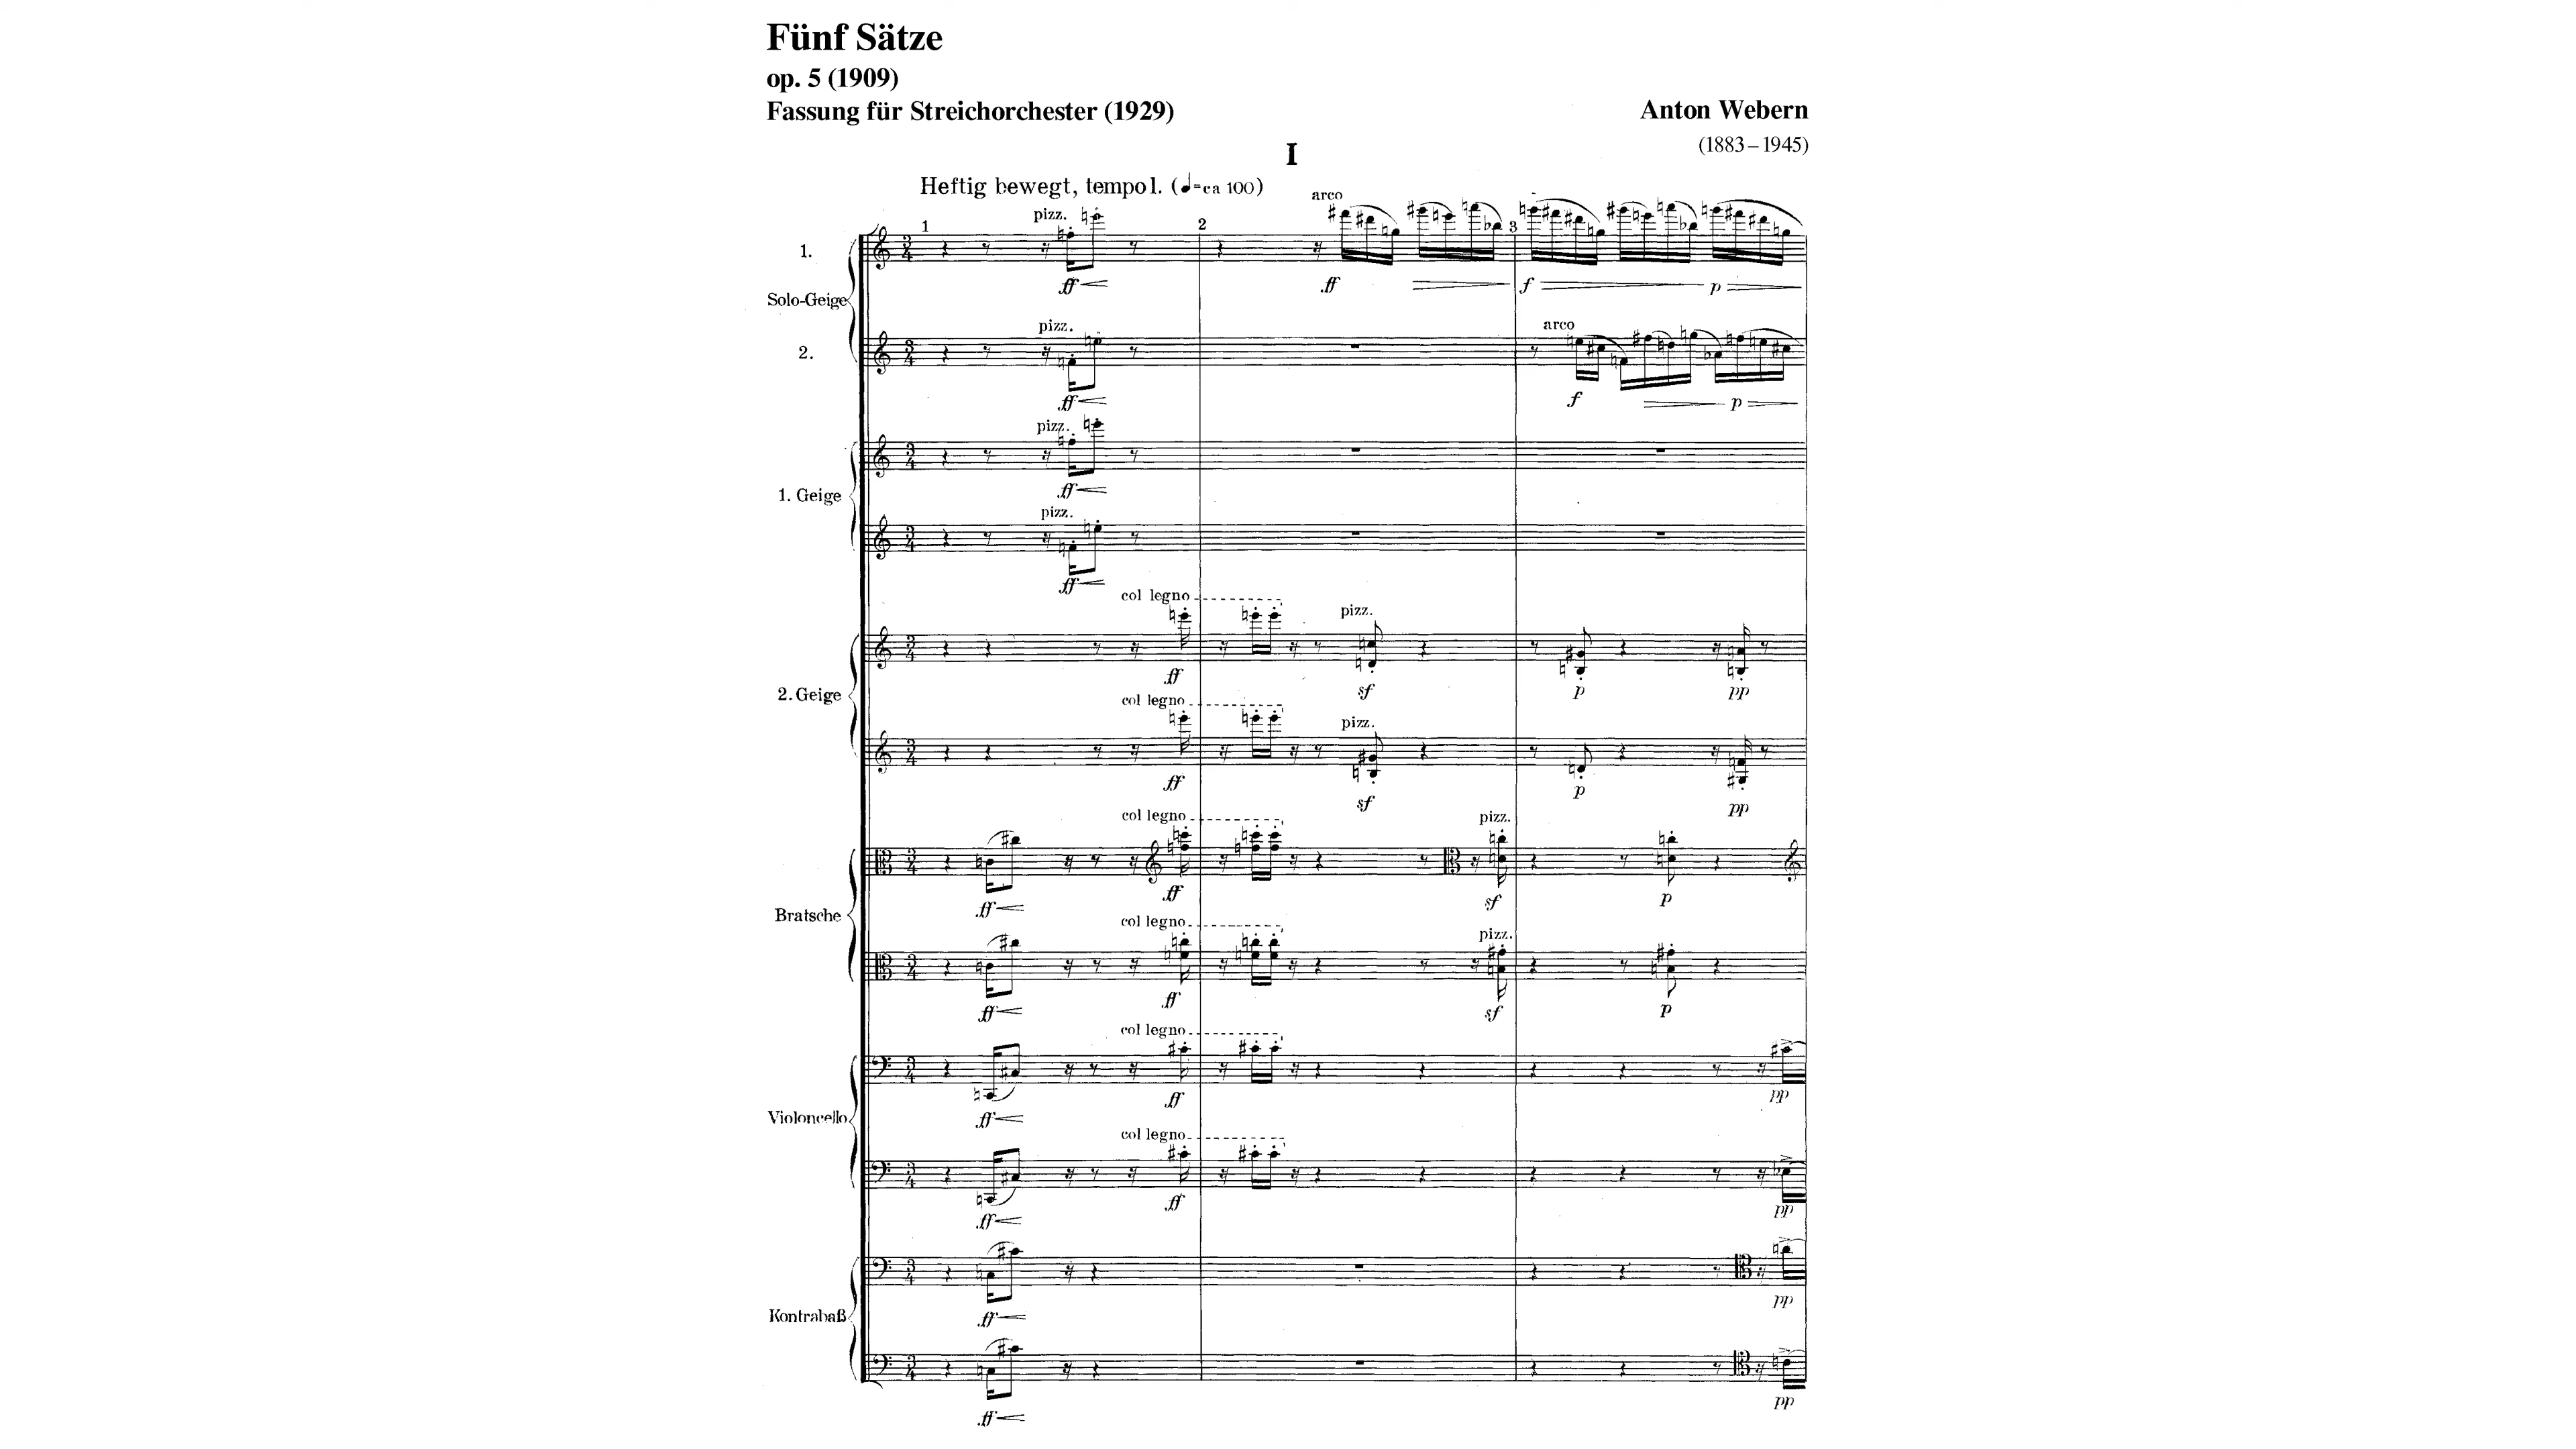 Fünf Sätze
op. 5 (1909)
Fassung für Streichorchester (1929)
Anton Webern
(1883–1945)
I
Heftig bewegt, tempo I. (♩=ca 100)
1 2 3
Solo-Geige
1.
pizz. arco
ff ff f p
2.
pizz. arco
ff f p
1. Geige
pizz.
ff
pizz.
ff
2. Geige
col legno pizz.
ff sf p pp
col legno pizz.
ff sf p pp
Bratsche
col legno pizz.
ff ff sf p
col legno pizz.
ff ff sf p
Violoncello
col legno
ff ff pp
col legno
ff ff pp
Kontrabaß
ff pp
ff pp